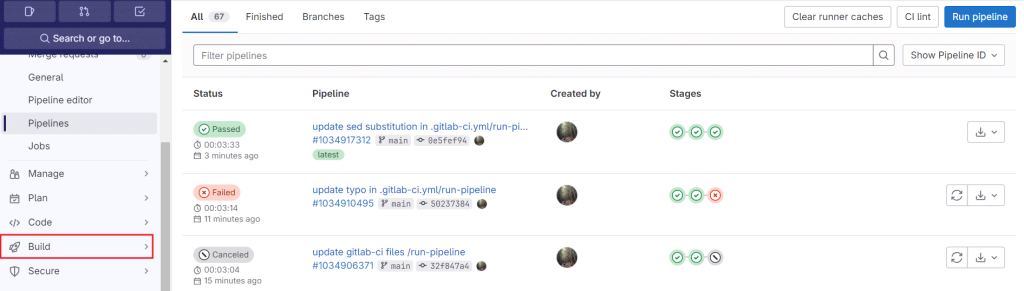 All 67 Finished Branches Tags Clear runner caches CI lint Run pipeline
Search or go to...
Filter pipelines Show Pipeline ID
Merge requests 0
General
Pipeline editor
Pipelines
Jobs
Manage
Plan
Code
Build
Secure
Status Pipeline Created by Stages
Passed update sed substitution in .gitlab-ci.yml/run-pi...
00:03:33 #1034917312 main 0e5fef94
3 minutes ago latest
Failed update typo in .gitlab-ci.yml/run-pipeline
00:03:14 #1034910495 main 50237384
11 minutes ago
Canceled update gitlab-ci files /run-pipeline
00:03:04 #1034906371 main 32f847a4
15 minutes ago